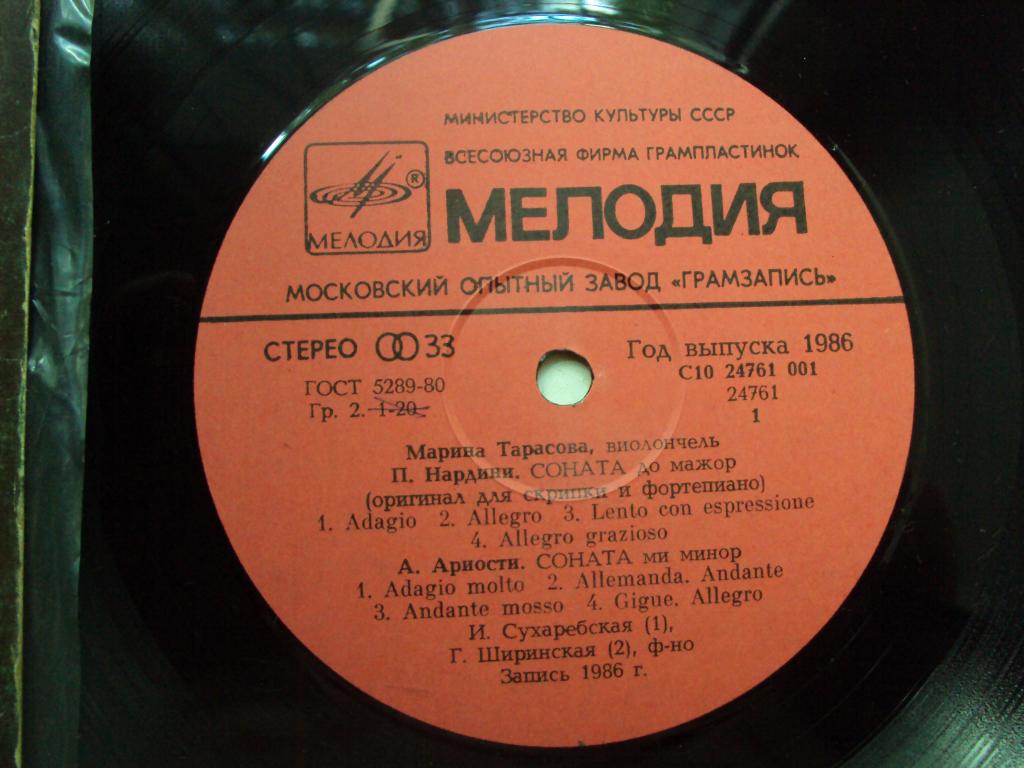 МИНИСТЕРСТВО КУЛЬТУРЫ СССР
ВСЕСОЮЗНАЯ ФИРМА ГРАМПЛАСТИНОК
МЕЛОДИЯ ®
МЕЛОДИЯ
МОСКОВСКИЙ ОПЫТНЫЙ ЗАВОД «ГРАМЗАПИСЬ»
СТЕРЕО 33
ГОСТ 5289-80
Гр. 2. 1-20
Год выпуска 1986
С10 24761 001
24761
1
Марина Тарасова, виолончель
П. Нардини. СОНАТА до мажор
(оригинал для скрипки и фортепиано)
1. Adagio 2. Allegro 3. Lento con espressione
4. Allegro grazioso
А. Ариости. СОНАТА ми минор
1. Adagio molto 2. Allemanda. Andante
3. Andante mosso 4. Gigue. Allegro
И. Сухаребская (1),
Г. Ширинская (2), ф-но
Запись 1986 г.